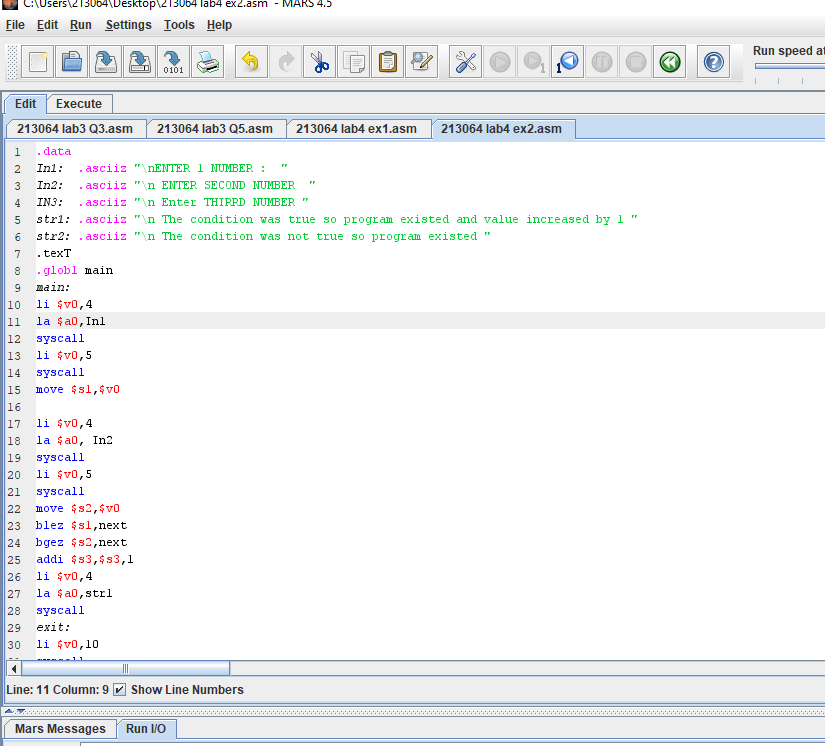 C:\Users\213064\Desktop\213064 lab4 ex2.asm - MARS 4.5
File Edit Run Settings Tools Help
Run speed at
Edit Execute
213064 lab3 Q3.asm 213064 lab3 Q5.asm 213064 lab4 ex1.asm 213064 lab4 ex2.asm
1 .data
2 In1: .asciiz "\nENTER 1 NUMBER : "
3 In2: .asciiz "\n ENTER SECOND NUMBER "
4 IN3: .asciiz "\n Enter THIRRD NUMBER "
5 str1: .asciiz "\n The condition was true so program existed and value increased by 1 "
6 str2: .asciiz "\n The condition was not true so program existed "
7 .texT
8 .globl main
9 main:
10 li $v0,4
11 la $a0,In1
12 syscall
13 li $v0,5
14 syscall
15 move $s1,$v0
16
17 li $v0,4
18 la $a0, In2
19 syscall
20 li $v0,5
21 syscall
22 move $s2,$v0
23 blez $s1,next
24 bgez $s2,next
25 addi $s3,$s3,1
26 li $v0,4
27 la $a0,str1
28 syscall
29 exit:
30 li $v0,10
Line: 11 Column: 9 Show Line Numbers
Mars Messages Run I/O